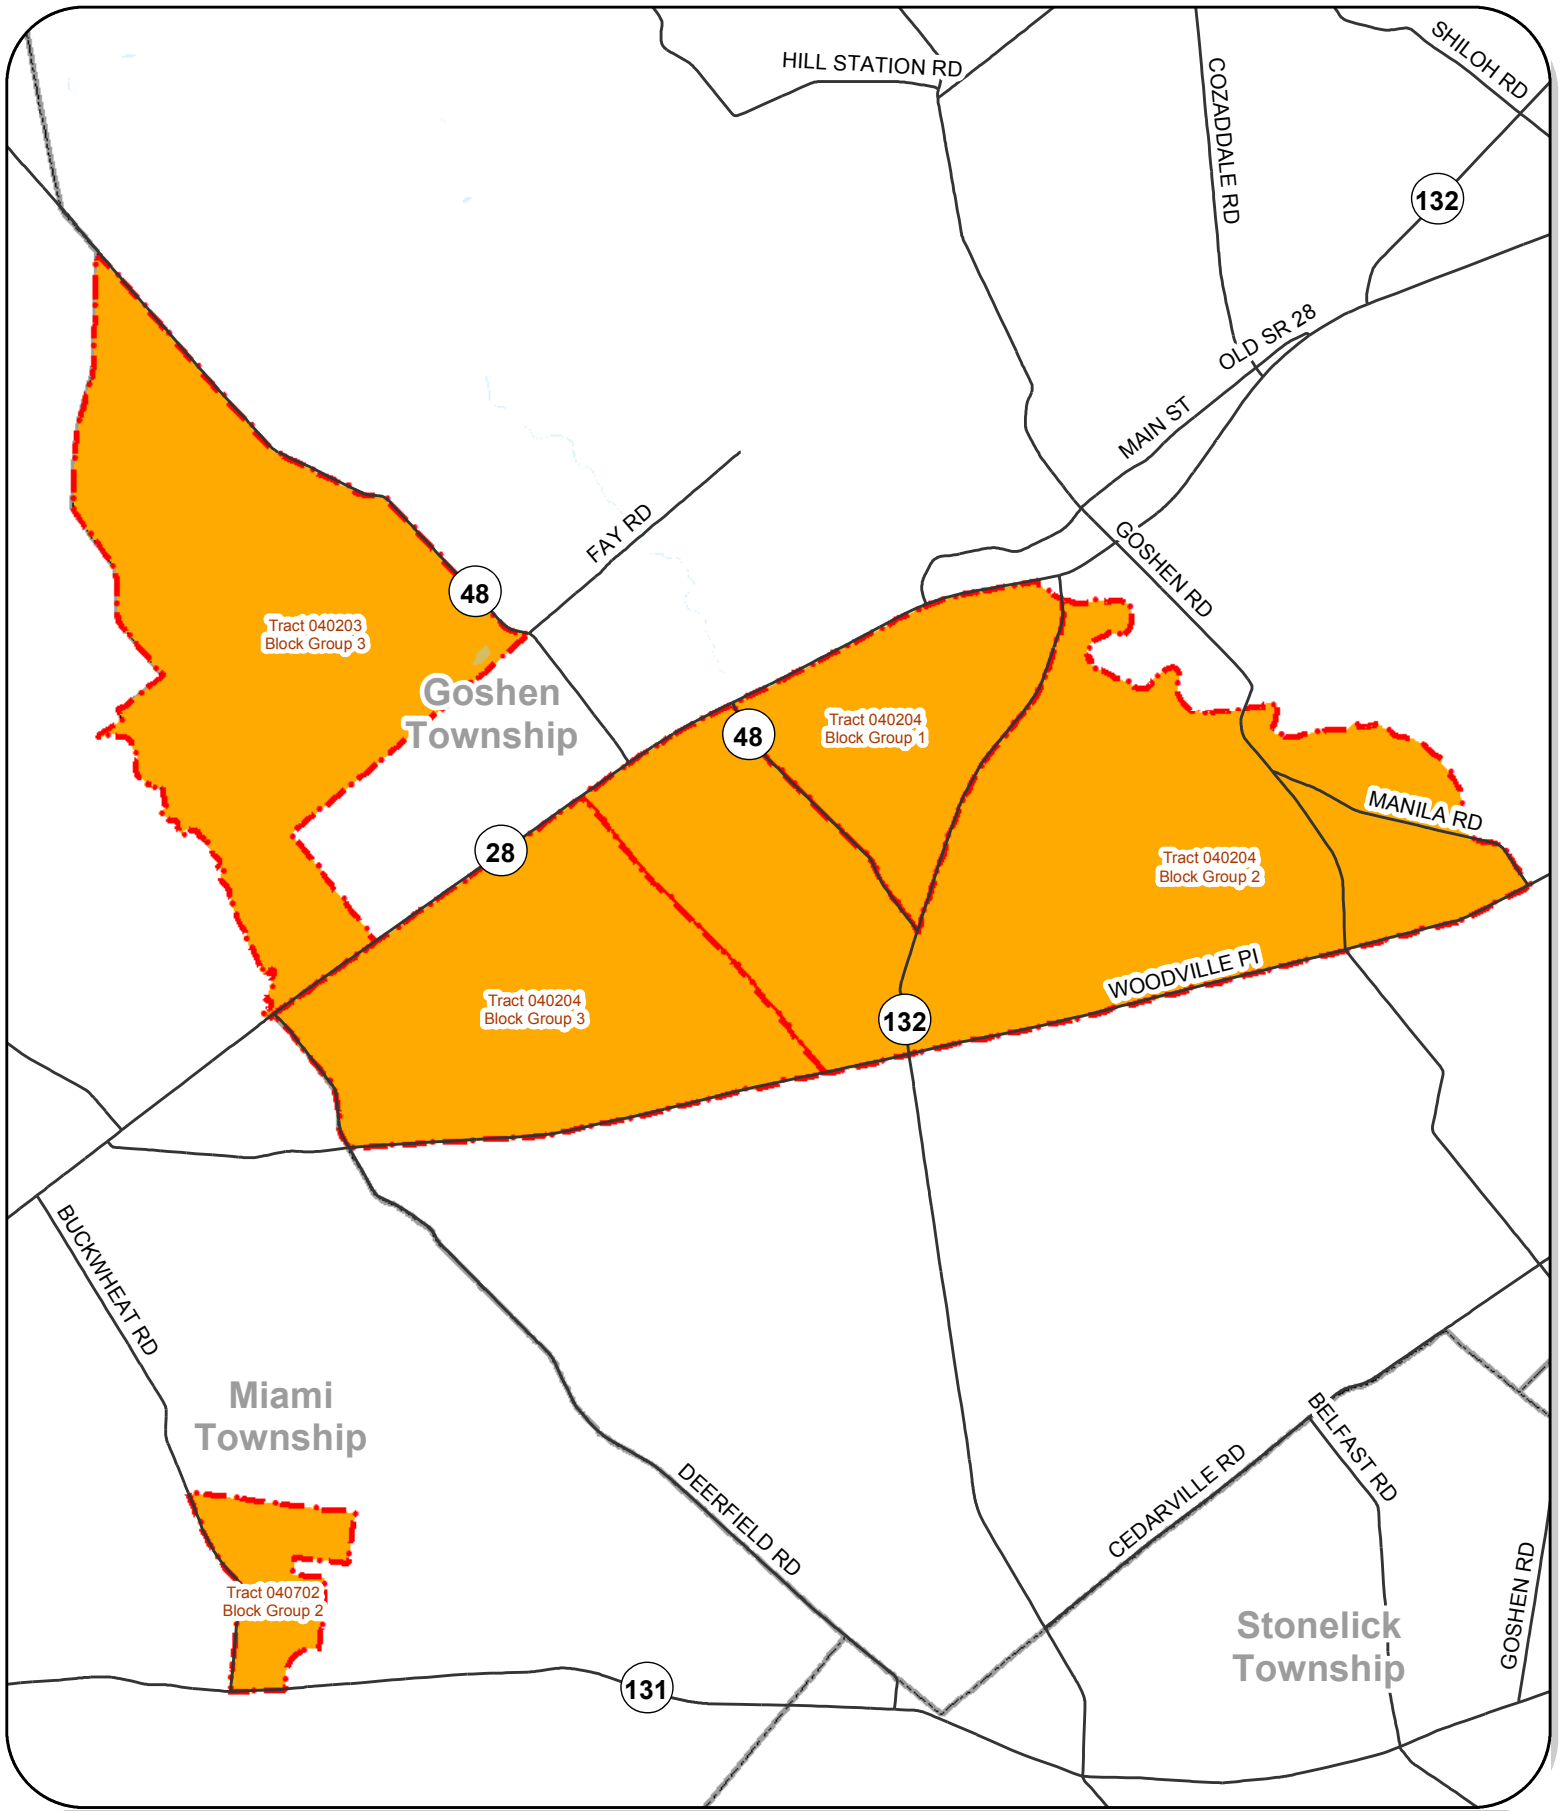 HILL STATION RD
SHILOH RD
COZADDALE RD
132
OLD SR 28
MAIN ST
FAY RD
GOSHEN RD
48
Tract 040203
Block Group 3
Goshen
Township
48
Tract 040204
Block Group 1
MANILA RD
28
Tract 040204
Block Group 2
WOODVILLE PI
Tract 040204
Block Group 3
132
BUCKWHEAT RD
Miami
Township
BELFAST RD
CEDARVILLE RD
DEERFIELD RD
GOSHEN RD
Tract 040702
Block Group 2
Stonelick
Township
131